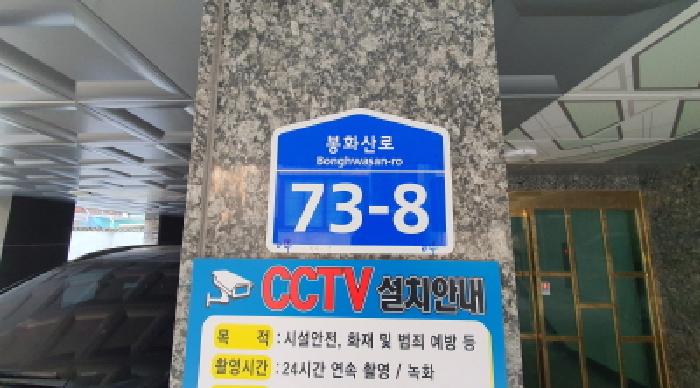 봉화산로
Bonghwasan-ro
73-8
CCTV 설치안내
목 적 : 시설안전, 화재 및 범죄 예방 등
촬영시간 : 24시간 연속 촬영 / 녹화